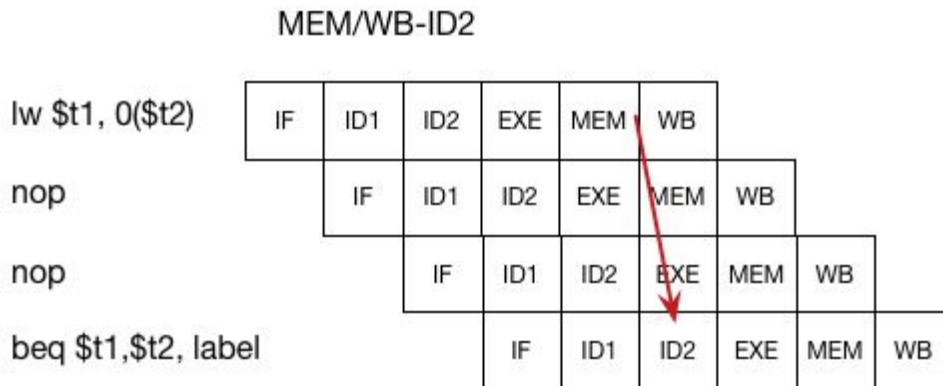 MEM/WB-ID2
lw $t1, 0($t2) IF ID1 ID2 EXE MEM WB
nop IF ID1 ID2 EXE MEM WB
nop IF ID1 ID2 EXE MEM WB
beq $t1,$t2, label IF ID1 ID2 EXE MEM WB